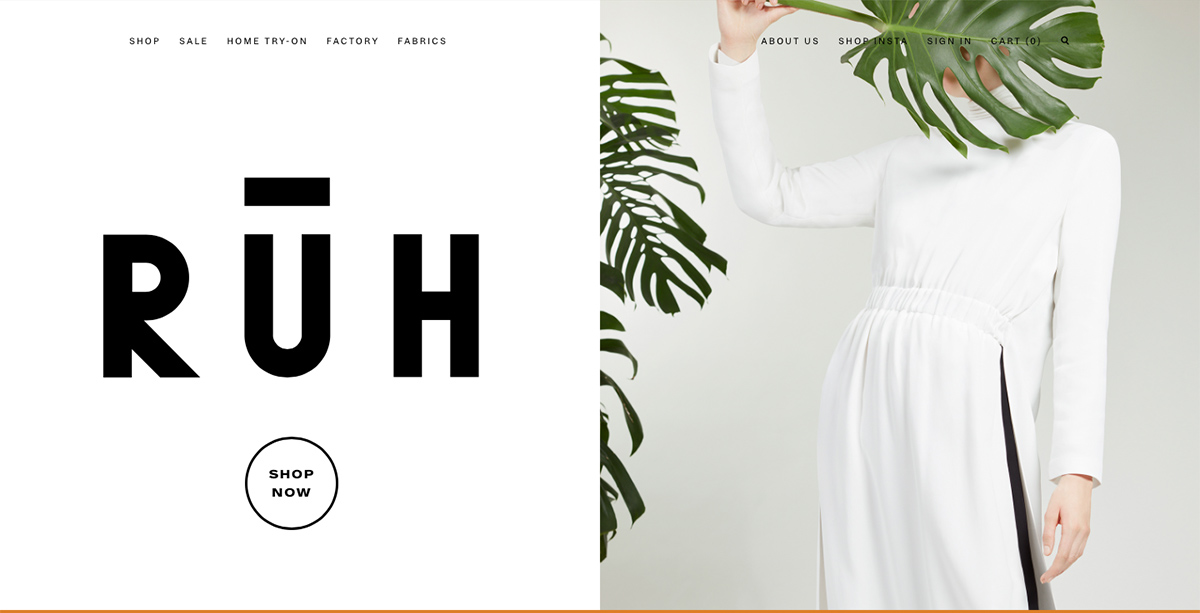 SHOP SALE HOME TRY-ON FACTORY FABRICS ABOUT US SHOP INSTA SIGN IN CART (0)
RŪH
SHOP
NOW